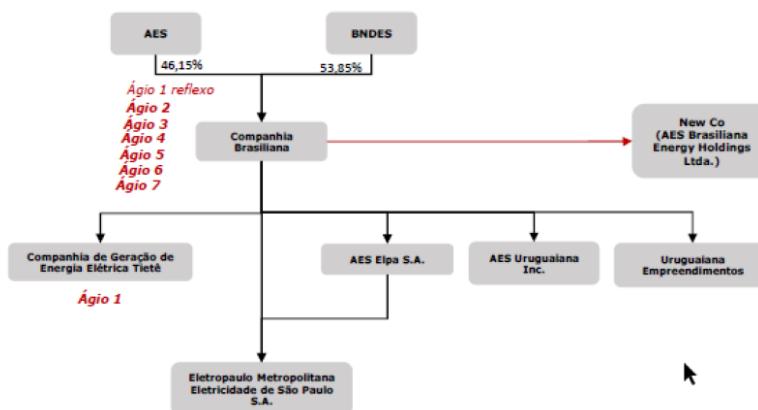 AES
BNDES
46,15%
53,85%
Ágio 1 reflexo
Ágio 2
Ágio 3
Ágio 4
Ágio 5
Ágio 6
Ágio 7
Companhia
Brasiliana
New Co
(AES Brasiliana
Energy Holdings
Ltda.)
Companhia de Geração de
Energia Elétrica Tietê
AES Elpa S.A.
AES Uruguaiana
Inc.
Uruguaiana
Empreendimentos
Ágio 1
Eletropaulo Metropolitana
Eletricidade de São Paulo
S.A.